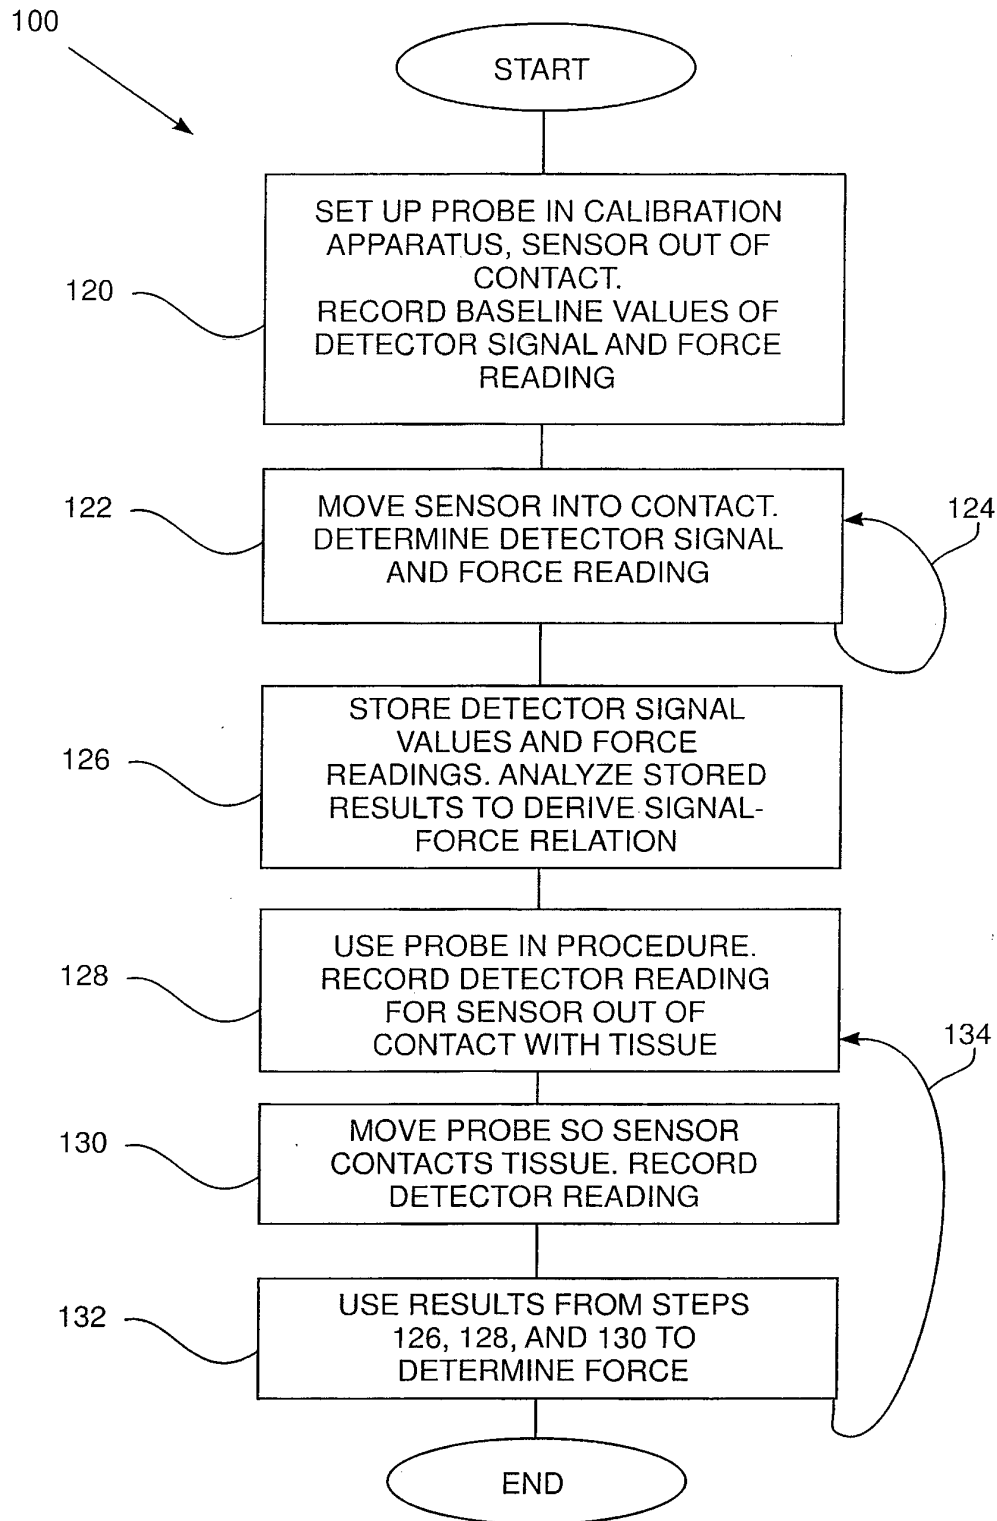 100
START
120
SET UP PROBE IN CALIBRATION
APPARATUS, SENSOR OUT OF
CONTACT.
RECORD BASELINE VALUES OF
DETECTOR SIGNAL AND FORCE
READING
122
MOVE SENSOR INTO CONTACT.
DETERMINE DETECTOR SIGNAL
AND FORCE READING
124
126
STORE DETECTOR SIGNAL
VALUES AND FORCE
READINGS. ANALYZE STORED
RESULTS TO DERIVE SIGNAL-
FORCE RELATION
128
USE PROBE IN PROCEDURE.
RECORD DETECTOR READING
FOR SENSOR OUT OF
CONTACT WITH TISSUE
134
130
MOVE PROBE SO SENSOR
CONTACTS TISSUE. RECORD
DETECTOR READING
132
USE RESULTS FROM STEPS
126, 128, AND 130 TO
DETERMINE FORCE
END